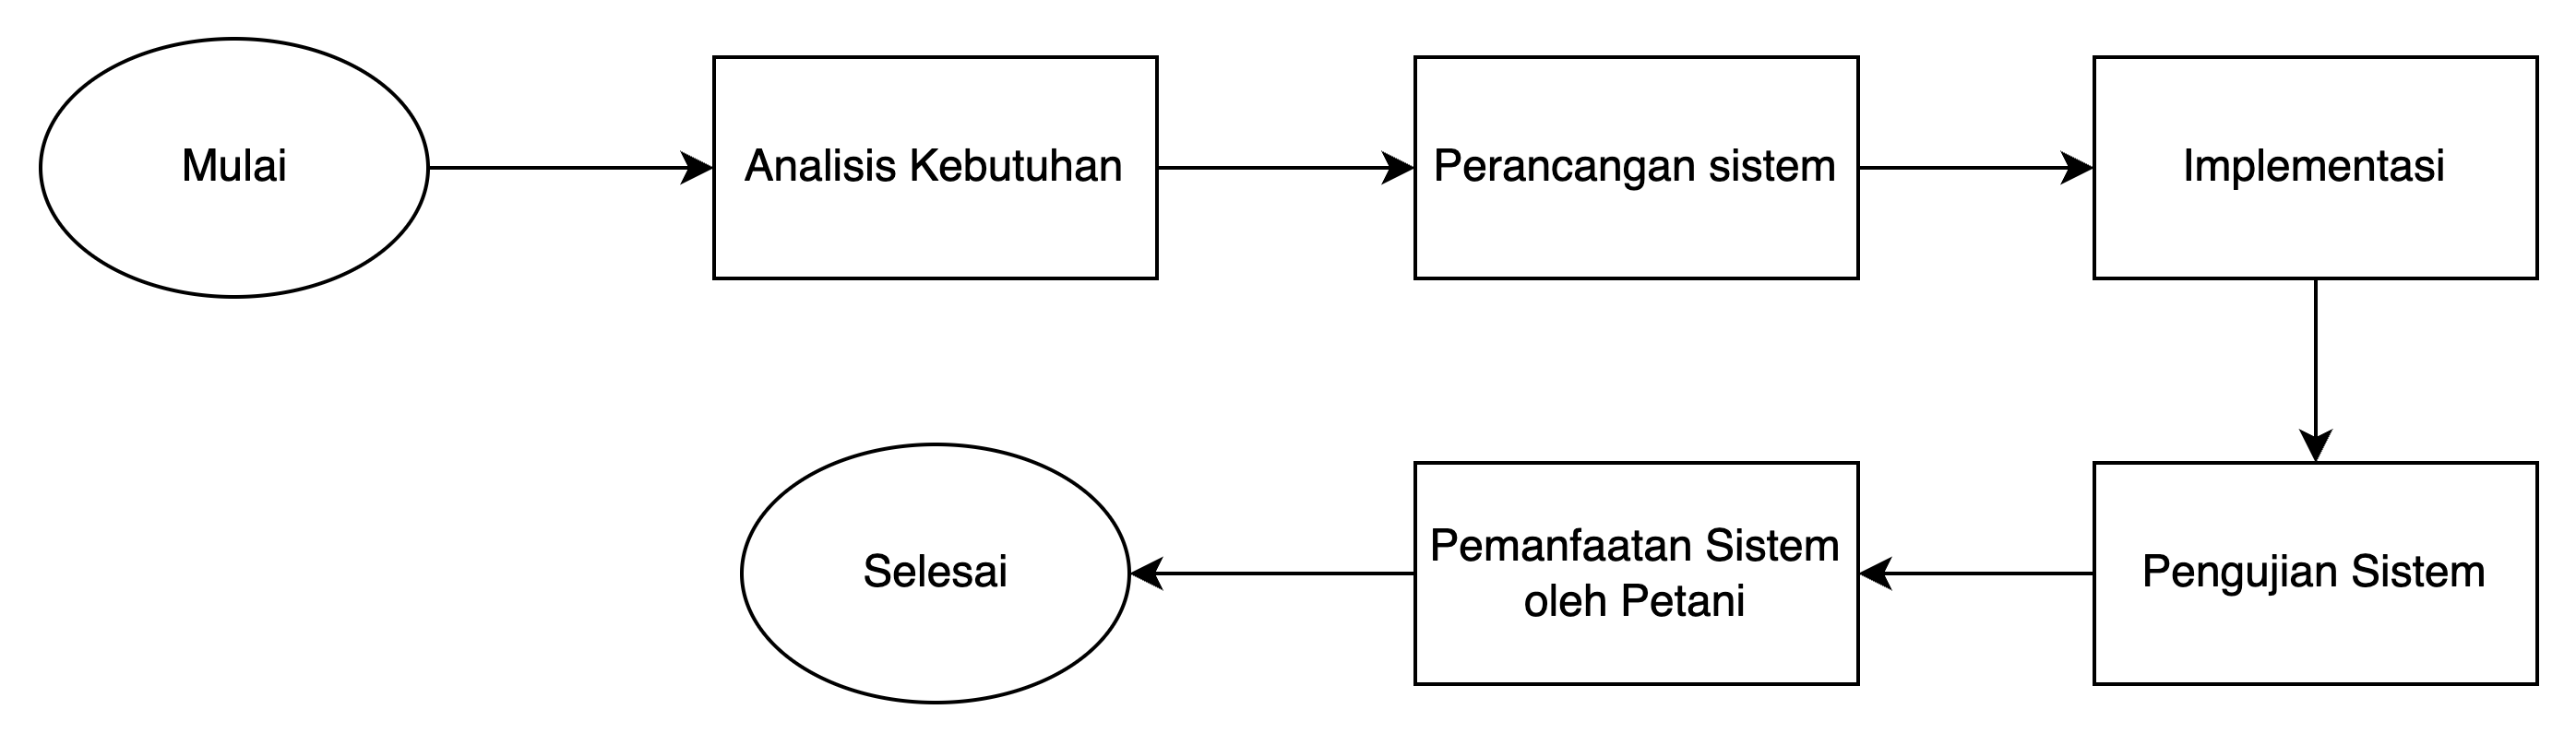 Mulai
Analisis Kebutuhan
Perancangan sistem
Implementasi
Pengujian Sistem
Pemanfaatan Sistem
oleh Petani
Selesai